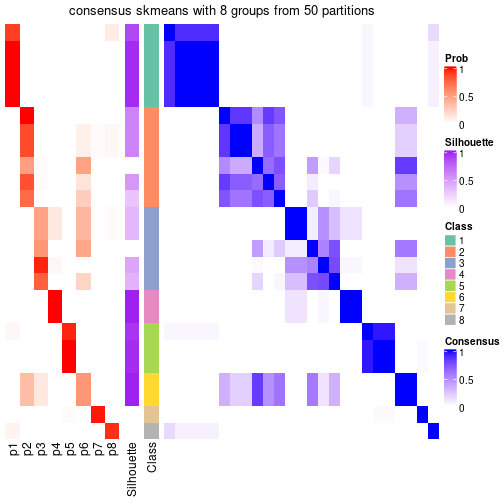 consensus skmeans with 8 groups from 50 partitions
Prob
1
0.5
0
Silhouette
1
0.5
0
Class
1
2
3
4
5
6
7
8
Consensus
1
0.5
0
p1
p2
p3
p4
p5
p6
p7
p8
Silhouette
Class